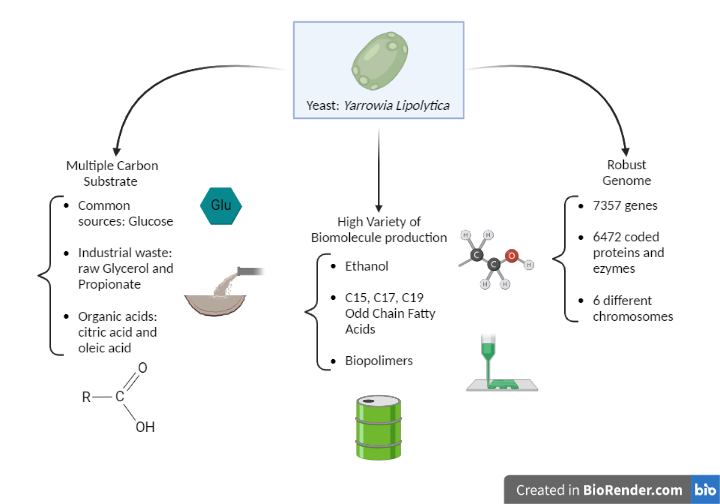 Yeast: Yarrowia Lipolytica
Multiple Carbon
Substrate
• Common
sources: Glucose
• Industrial waste:
raw Glycerol and
Propionate
• Organic acids:
citric acid and
oleic acid
Glu
R
C
O
OH
High Variety of
Biomolecule production
• Ethanol
• C15, C17, C19
Odd Chain Fatty
Acids
• Biopolimers
H
H
C
C
O
H
H
H
Robust
Genome
• 7357 genes
• 6472 coded
proteins and
ezymes
• 6 different
chromosomes
Created in BioRender.com bio